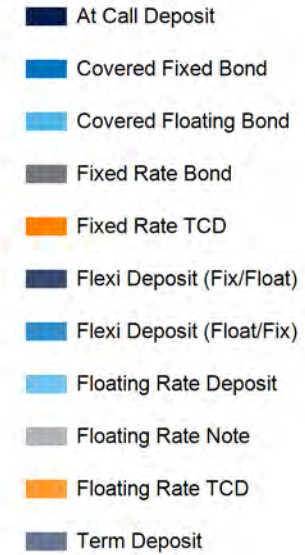 At Call Deposit
Covered Fixed Bond
Covered Floating Bond
Fixed Rate Bond
Fixed Rate TCD
Flexi Deposit (Fix/Float)
Flexi Deposit (Float/Fix)
Floating Rate Deposit
Floating Rate Note
Floating Rate TCD
Term Deposit